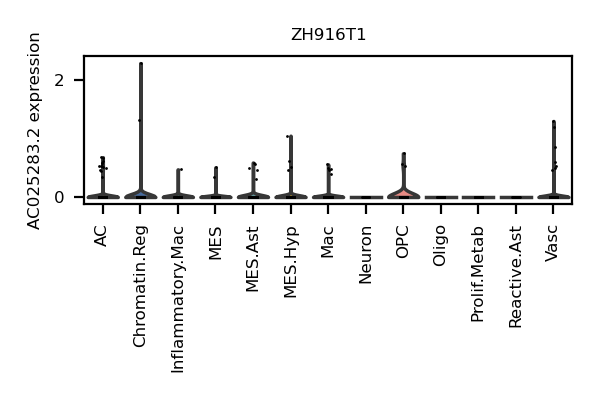 ZH916T1
AC025283.2 expression
2
0
AC
Chromatin.Reg
Inflammatory.Mac
MES
MES.Ast
MES.Hyp
Mac
Neuron
OPC
Oligo
Prolif.Metab
Reactive.Ast
Vasc